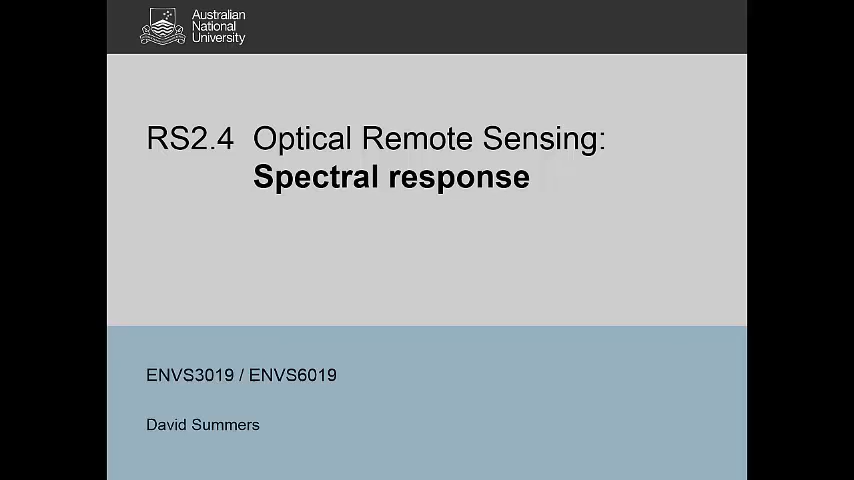 Australian
National
University
RS2.4 Optical Remote Sensing:
Spectral response
ENVS3019 / ENVS6019
David Summers